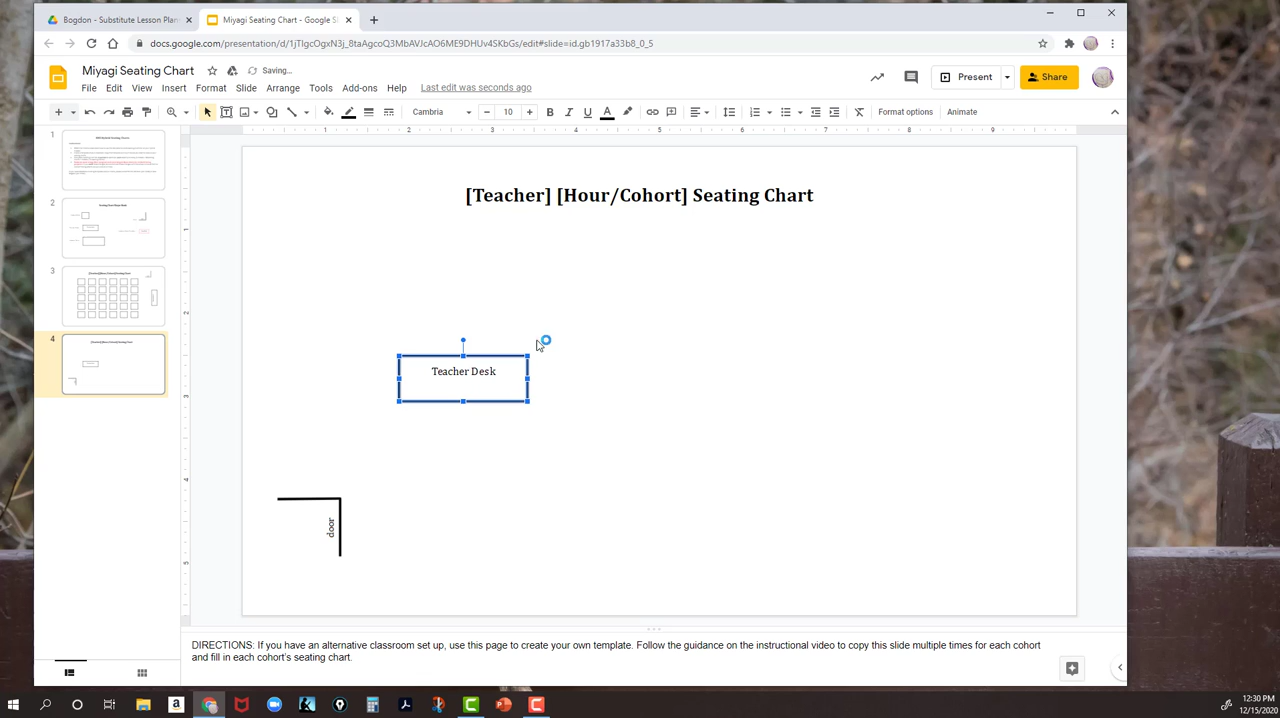 Bogdon - Substitute Lesson Plan
Miyagi Seating Chart - Google S
docs.google.com/presentation/d/1jTIgcOgxN3j_8taAgcoQ3MbAVJcAO6ME9DHUv4SKbGs/edit#slide=id.gb1917a33b8_0_5
Miyagi Seating Chart
Saving...
File Edit View Insert Format Slide Arrange Tools Add-ons Help
Last edit was seconds ago
Present
Share
Cambria
10
Format options
Animate
1
2
3
4
[Teacher] [Hour/Cohort] Seating Chart
Teacher Desk
door
DIRECTIONS: If you have an alternative classroom set up, use this page to create your own template. Follow the guidance on the instructional video to copy this slide multiple times for each cohort
and fill in each cohort's seating chart.
12:30 PM
12/15/2020